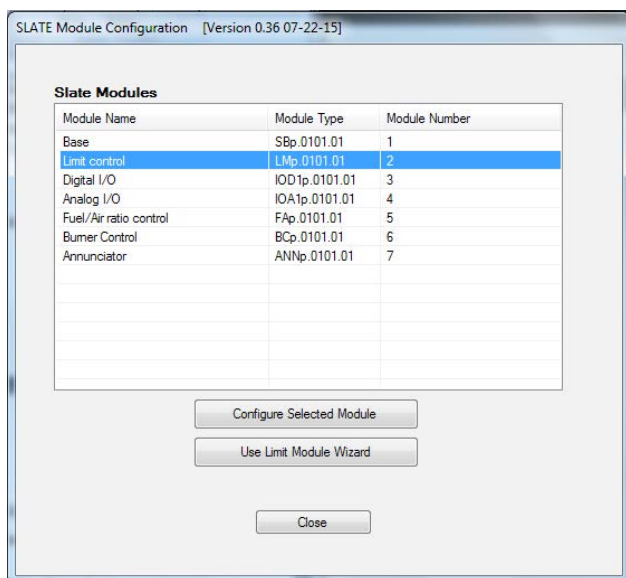 SLATE Module Configuration [Version 0.36 07-22-15]
Slate Modules
Module Name Module Type Module Number
Base SBp.0101.01 1
Limit control LMp.0101.01 2
Digital I/O IOD1p.0101.01 3
Analog I/O IOA1p.0101.01 4
Fuel/Air ratio control FAp.0101.01 5
Burner Control BCp.0101.01 6
Annunciator ANNp.0101.01 7
Configure Selected Module
Use Limit Module Wizard
Close